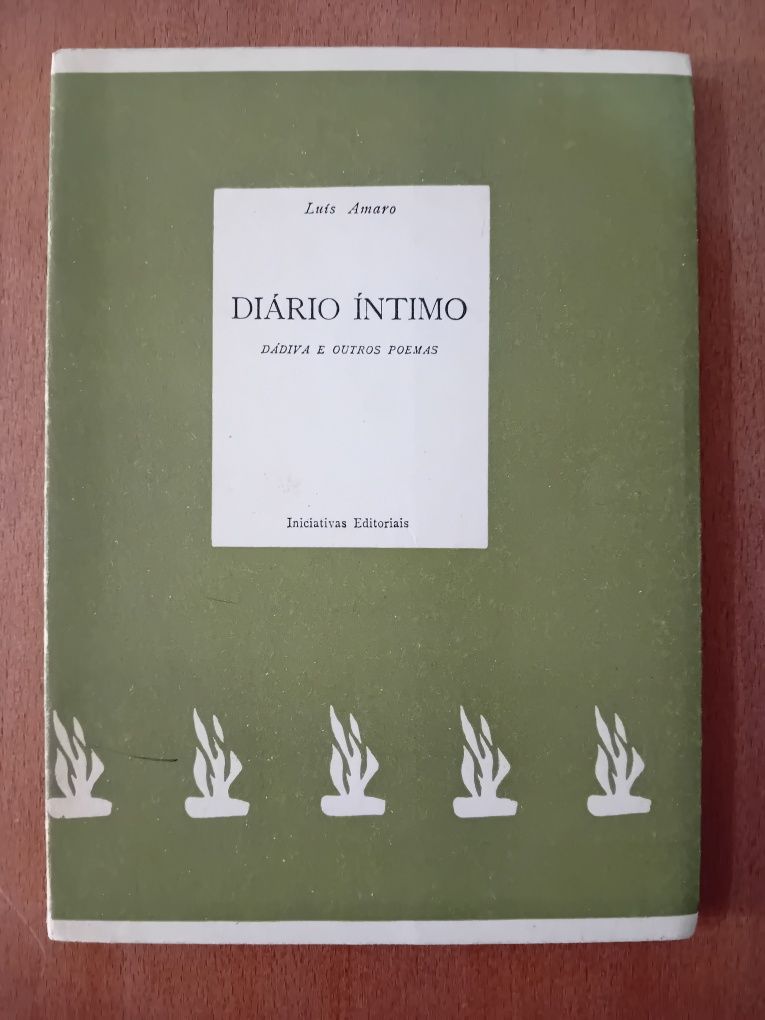 Luís Amaro
DIÁRIO ÍNTIMO
DÁDIVA E OUTROS POEMAS
Iniciativas Editoriais